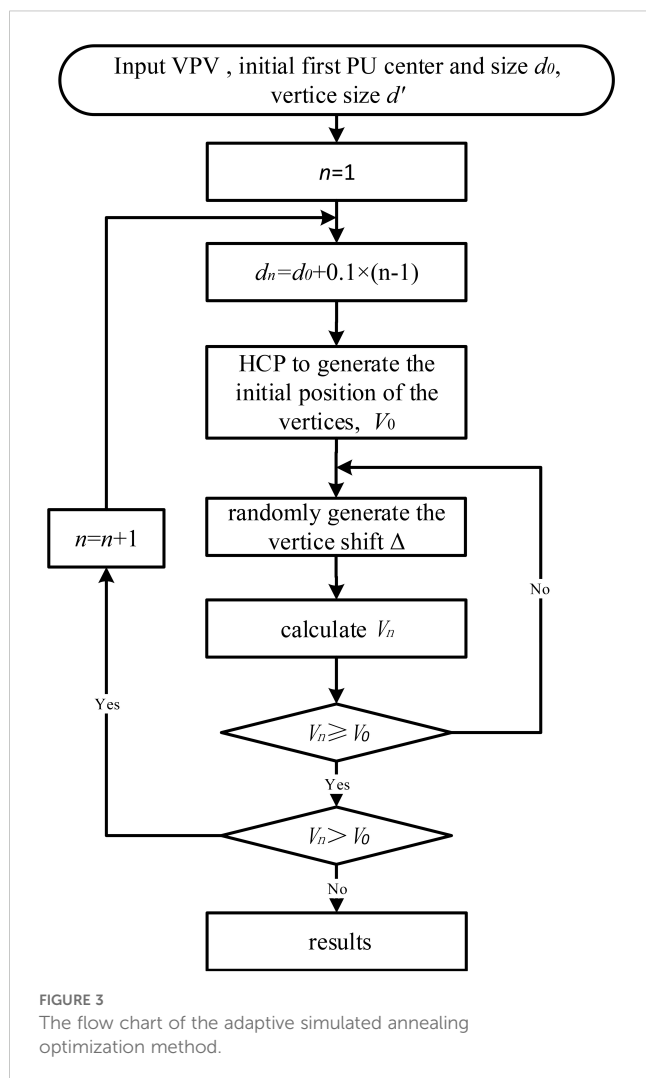 Input VPV , initial first PU center and size d₀,
vertice size d'
n=1
dₙ=d₀+0.1×(n-1)
HCP to generate the
initial position of the
vertices, V₀
randomly generate the
vertice shift Δ
n=n+1
No
calculate Vₙ
Yes
Vₙ≥V₀
Yes
Vₙ>V₀
No
results
FIGURE 3
The flow chart of the adaptive simulated annealing
optimization method.